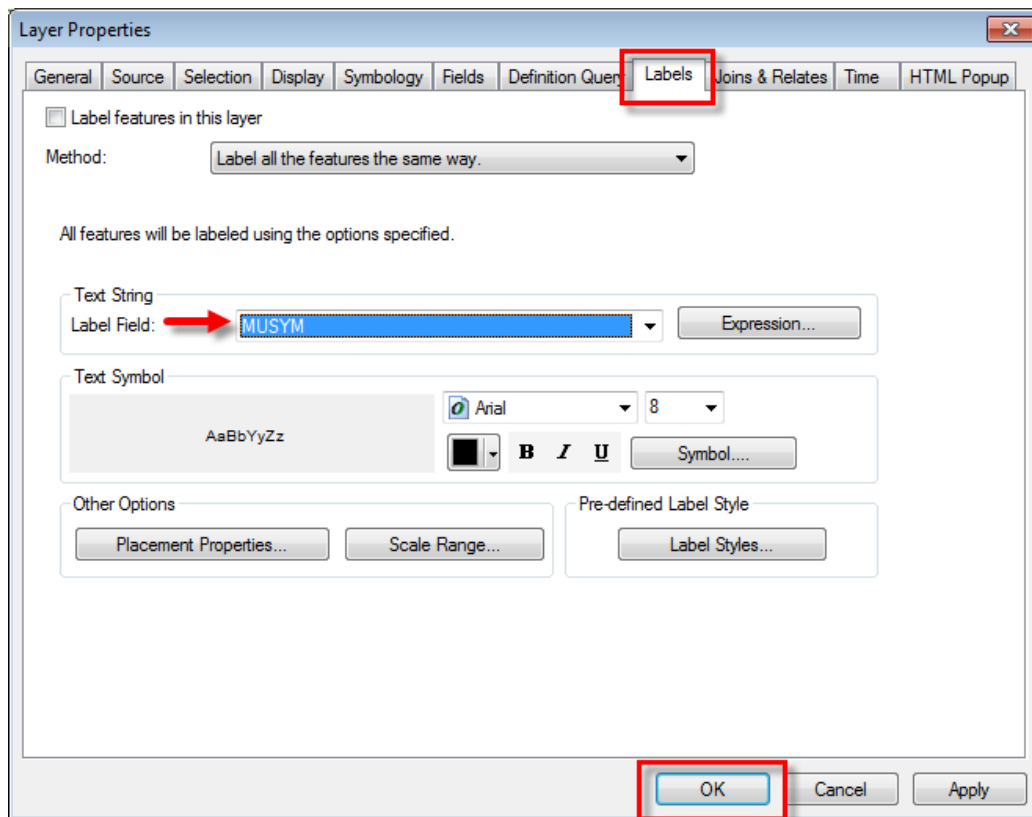 Layer Properties
General Source Selection Display Symbology Fields Definition Query Labels Joins & Relates Time HTML Popup
Label features in this layer
Method: Label all the features the same way.
All features will be labeled using the options specified.
Text String
Label Field: MUSYM Expression...
Text Symbol
AaBbYyZz
Arial 8
B I U Symbol....
Other Options Pre-defined Label Style
Placement Properties... Scale Range... Label Styles...
OK Cancel Apply